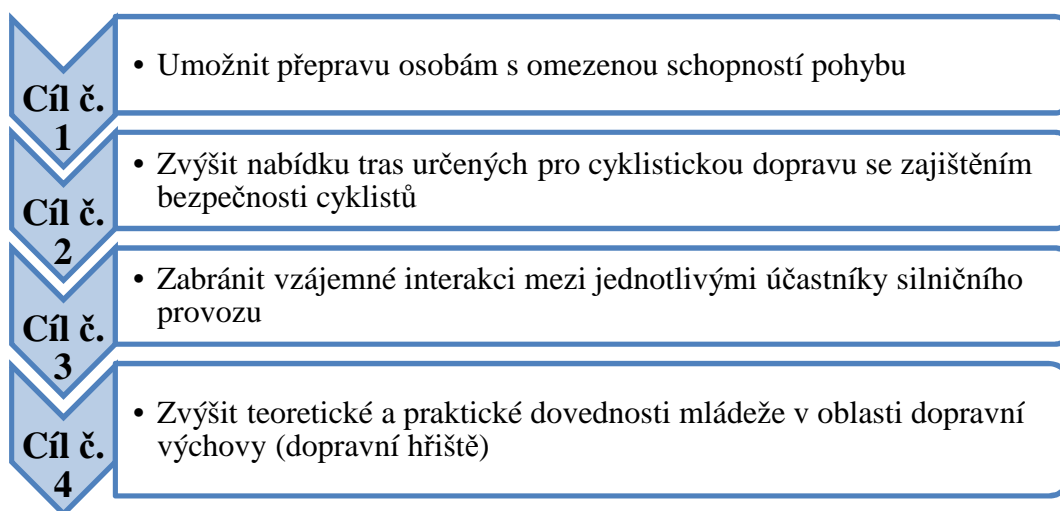 Cíl č.
1
• Umožnit přepravu osobám s omezenou schopností pohybu
Cíl č.
2
• Zvýšit nabídku tras určených pro cyklistickou dopravu se zajištěním
bezpečnosti cyklistů
Cíl č.
3
• Zabránit vzájemné interakci mezi jednotlivými účastníky silničního
provozu
Cíl č.
4
• Zvýšit teoretické a praktické dovednosti mládeže v oblasti dopravní
výchovy (dopravní hřiště)